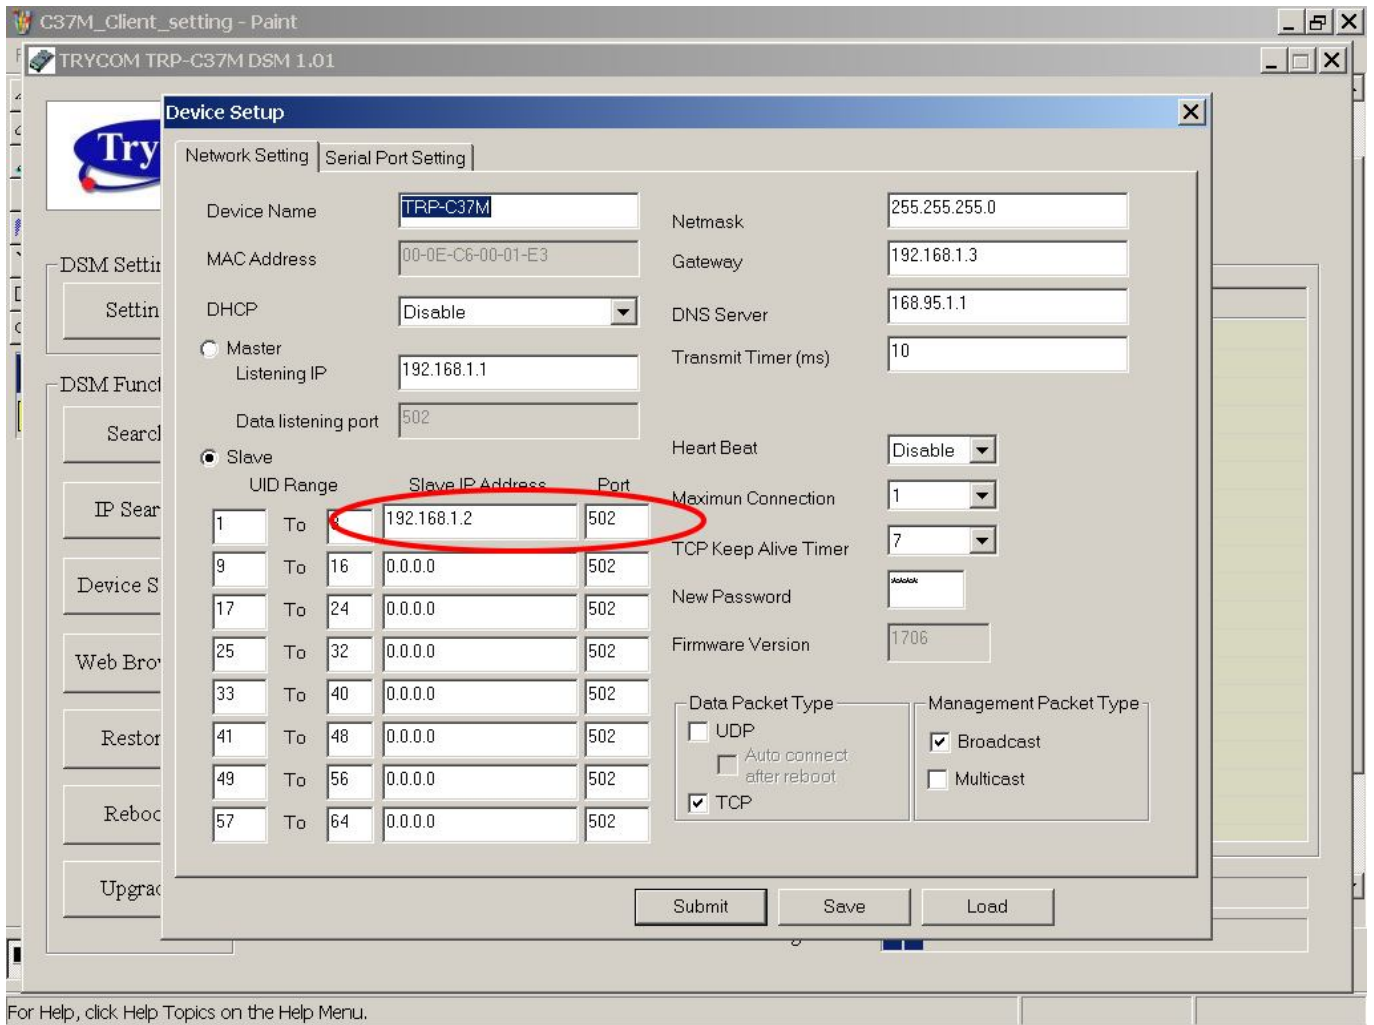 C37M_Client_setting - Paint
TRYCOM TRP-C37M DSM 1.01
Try
Device Setup
Network Setting
Serial Port Setting
Device Name
TRP-C37M
MAC Address
00-0E-C6-00-01-E3
DHCP
Disable
Master
Listening IP
192.168.1.1
Data listening port
502
Slave
UID Range Slave IP Address Port
1 To 8 192.168.1.2 502
9 To 16 0.0.0.0 502
17 To 24 0.0.0.0 502
25 To 32 0.0.0.0 502
33 To 40 0.0.0.0 502
41 To 48 0.0.0.0 502
49 To 56 0.0.0.0 502
57 To 64 0.0.0.0 502
Netmask
255.255.255.0
Gateway
192.168.1.3
DNS Server
168.95.1.1
Transmit Timer (ms)
10
Heart Beat
Disable
Maximun Connection
1
TCP Keep Alive Timer
7
New Password
****
Firmware Version
1706
Data Packet Type
UDP
Auto connect
after reboot
TCP
Management Packet Type
Broadcast
Multicast
Submit
Save
Load
DSM Settin
Settin
DSM Funct
Searcl
IP Sear
Device S
Web Bro
Restor
Reboc
Upgrad
For Help, click Help Topics on the Help Menu.